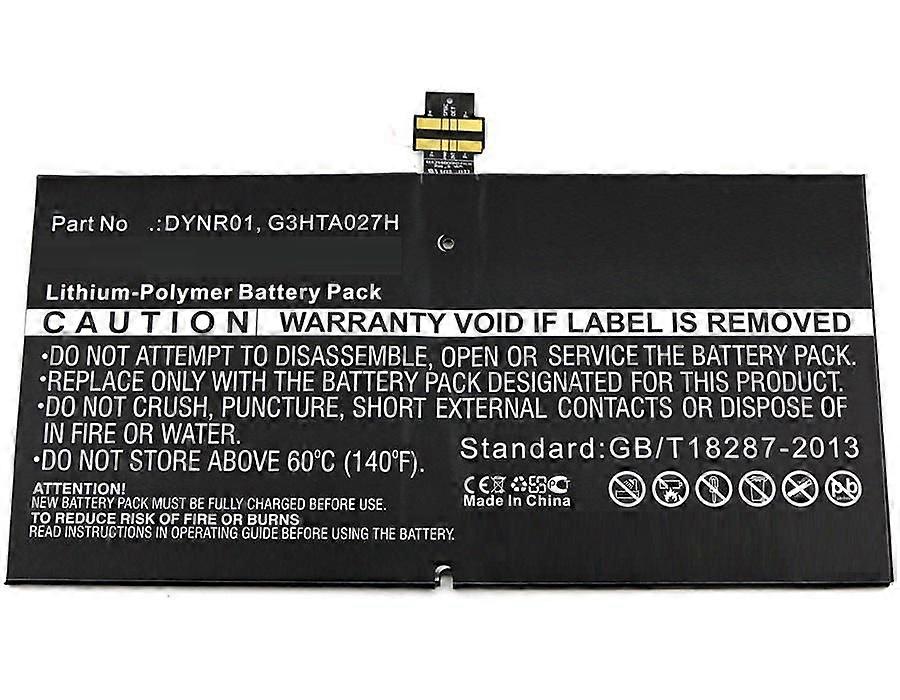 Part No .:DYNR01, G3HTA027H
Lithium-Polymer Battery Pack
CAUTION WARRANTY VOID IF LABEL IS REMOVED
•DO NOT ATTEMPT TO DISASSEMBLE, OPEN OR SERVICE THE BATTERY PACK.
•REPLACE ONLY WITH THE BATTERY PACK DESIGNATED FOR THIS PRODUCT.
•DO NOT CRUSH, PUNCTURE, SHORT EXTERNAL CONTACTS OR DISPOSE OF
IN FIRE OR WATER.
•DO NOT STORE ABOVE 60°C (140°F).
Standard:GB/T18287-2013
CE
Made In China
Pb
ATTENTION!
NEW BATTERY PACK MUST BE FULLY CHARGED BEFORE USE.
TO REDUCE RISK OF FIRE OR BURNS
READ INSTRUCTIONS IN OPERATING GUIDE BEFORE USING THE BATTERY.